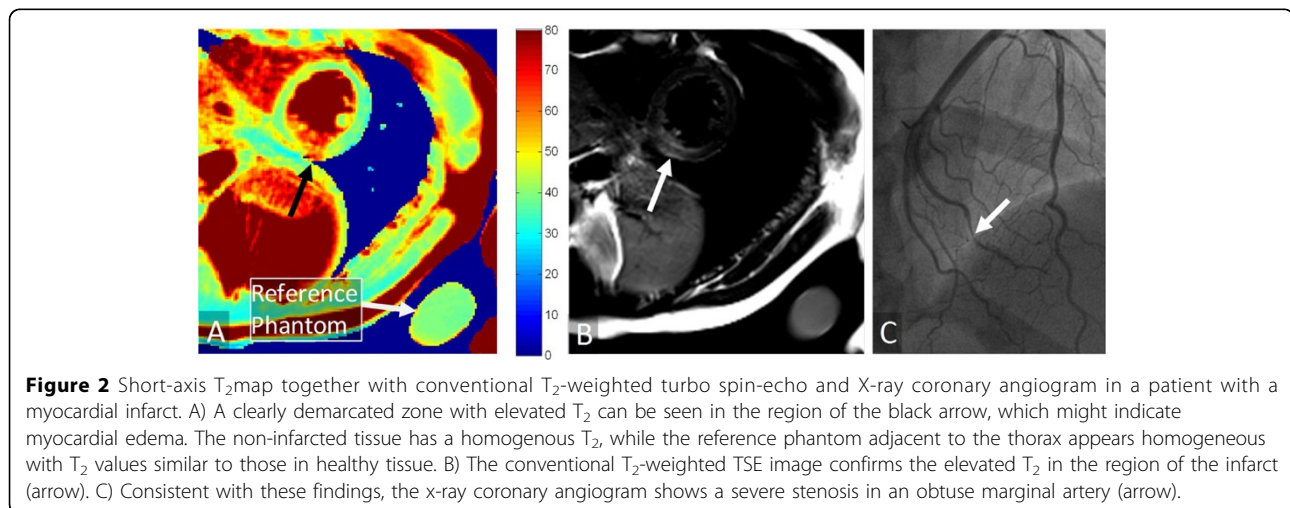 80
70
60
50
40
30
20
10
0
Reference
Phantom
A
B
C
Figure 2 Short-axis T₂map together with conventional T₂-weighted turbo spin-echo and X-ray coronary angiogram in a patient with a
myocardial infarct. A) A clearly demarcated zone with elevated T₂ can be seen in the region of the black arrow, which might indicate
myocardial edema. The non-infarcted tissue has a homogenous T₂, while the reference phantom adjacent to the thorax appears homogeneous
with T₂ values similar to those in healthy tissue. B) The conventional T₂-weighted TSE image confirms the elevated T₂ in the region of the infarct
(arrow). C) Consistent with these findings, the x-ray coronary angiogram shows a severe stenosis in an obtuse marginal artery (arrow).